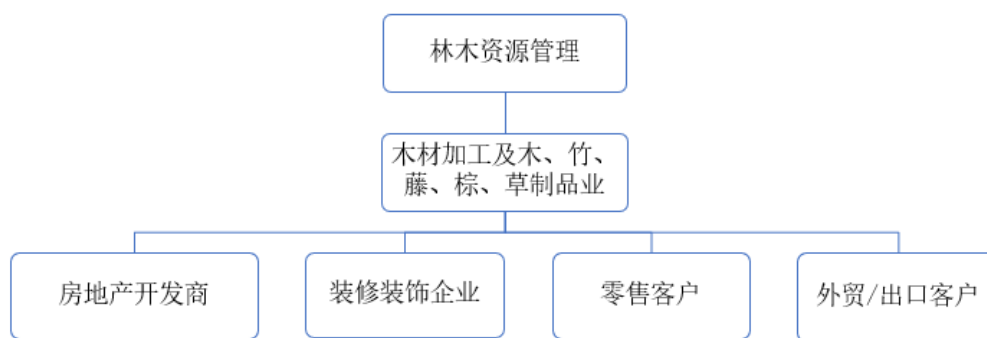 林木资源管理
木材加工及木、竹、
藤、棕、草制品业
房地产开发商
装修装饰企业
零售客户
外贸/出口客户